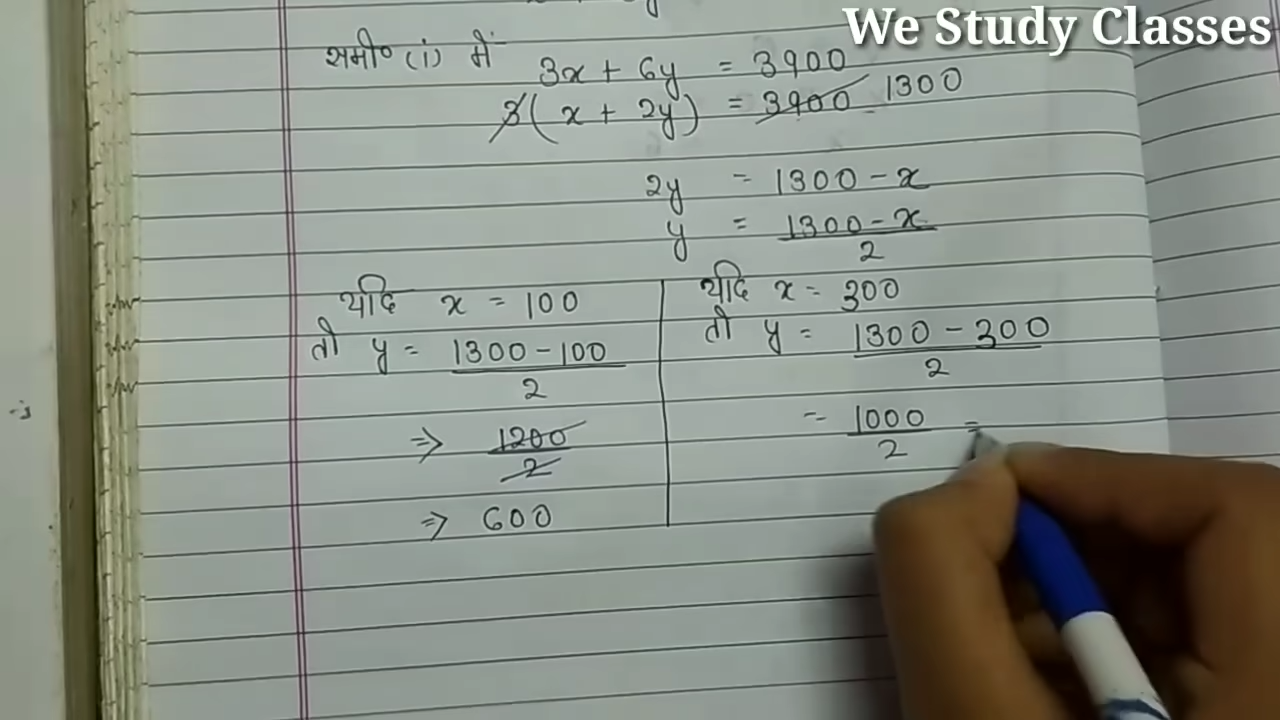 We Study Classes
समी० (i) में 3x + 6y = 3900
3( x + 2y) = 3900 1300
2y = 1300 - x
y = 1300 - x
2
यदि x = 100
तो y = 1300 - 100
2
⇒ 1200
2
⇒ 600
यदि x = 300
तो y = 1300 - 300
2
= 1000 =
2